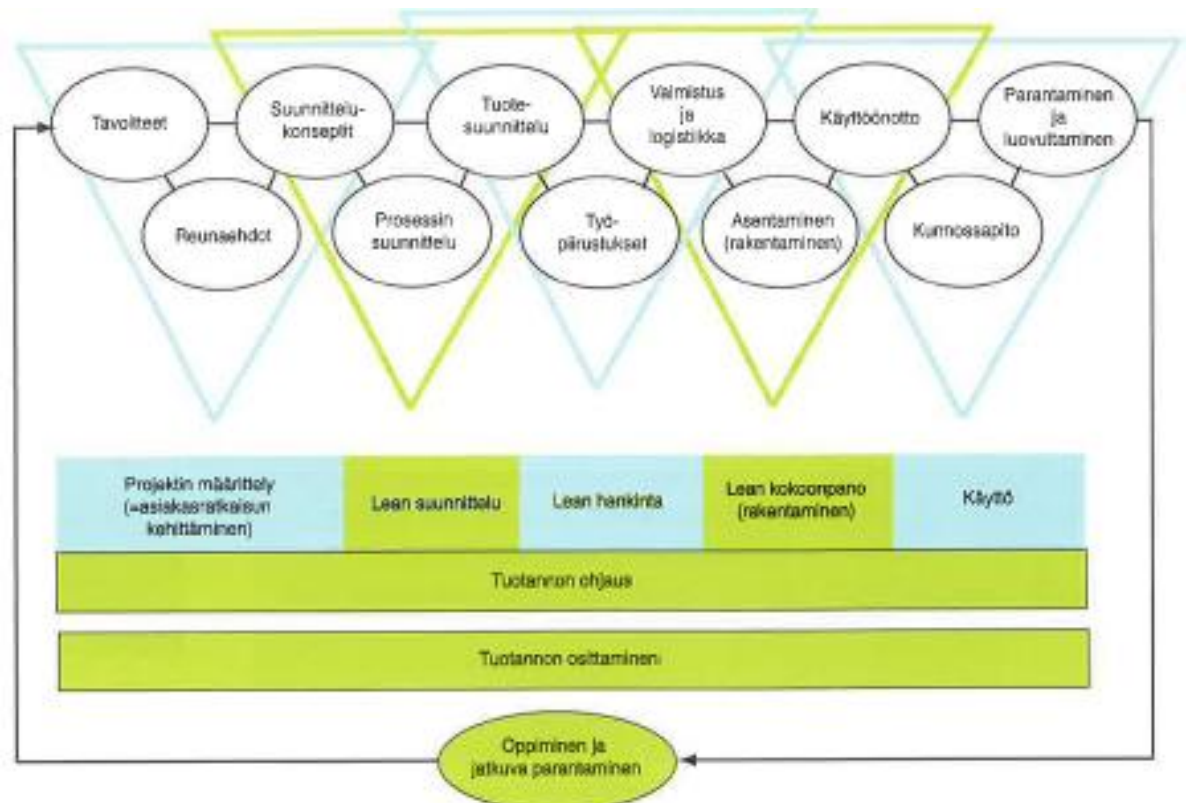 Tavoitteet
Suunnittelu-
konseptit
Tuote-
suunnittelu
Valmistus
ja
logistiikka
Käyttöönotto
Parantaminen
ja
luovuttaminen
Reunaehdot
Prosessin
suunnittelu
Työ-
piirustukset
Asentaminen
(rakentaminen)
Kunnossapito
Projektin määrittely
(=asiakasratkaisun
kehittäminen)
Lean suunnittelu
Lean hankinta
Lean kokoonpano
(rakentaminen)
Käyttö
Tuotannon ohjaus
Tuotannon osittaminen
Oppiminen ja
jatkuva parantaminen